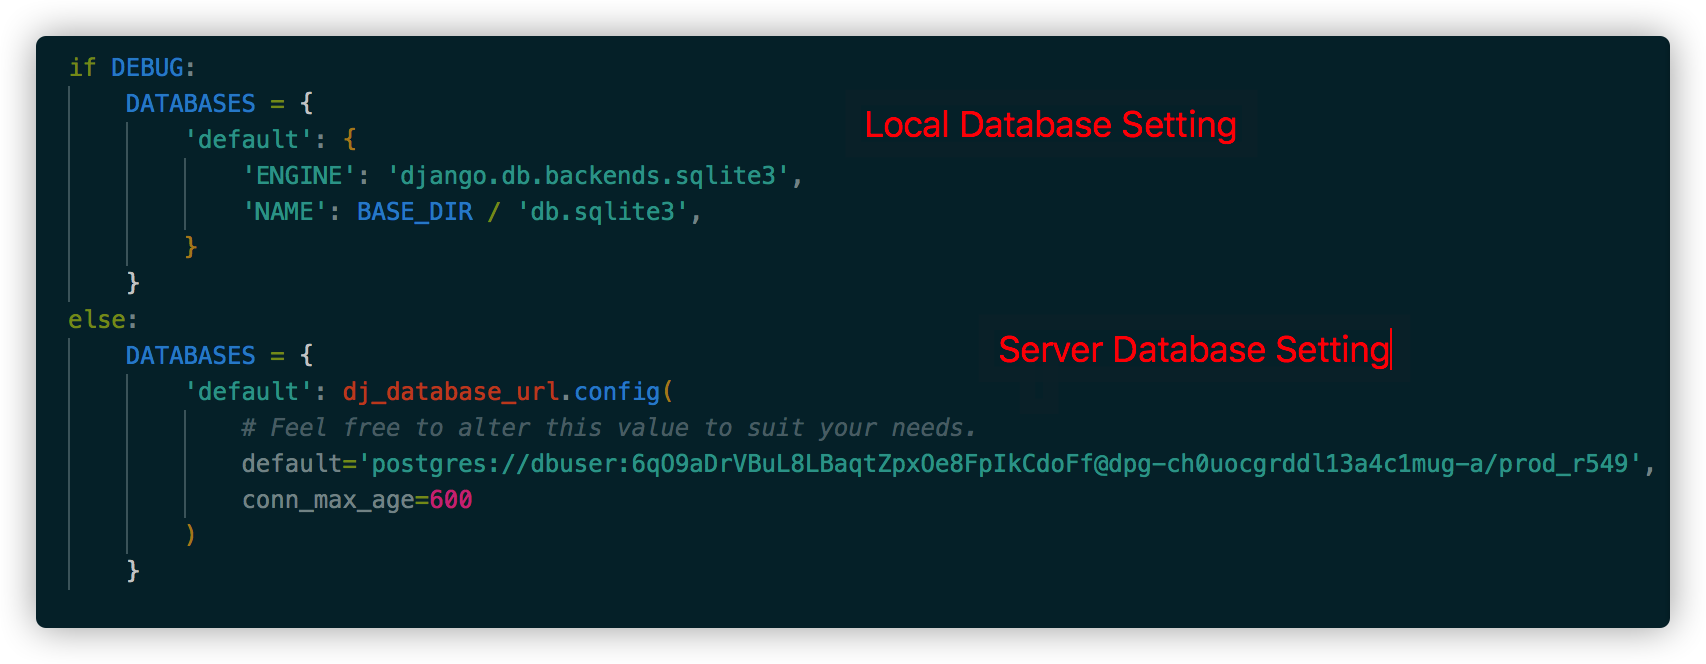 if DEBUG:
DATABASES = {
Local Database Setting
'default': {
'ENGINE': 'django.db.backends.sqlite3',
'NAME': BASE_DIR / 'db.sqlite3',
}
}
else:
Server Database Setting
DATABASES = {
'default': dj_database_url.config(
# Feel free to alter this value to suit your needs.
default='postgres://dbuser:6qO9aDrVBuL8LBaqtZpxOe8FpIkCdoFf@dpg-ch0uocgrddl13a4c1mug-a/prod_r549',
conn_max_age=600
)
}